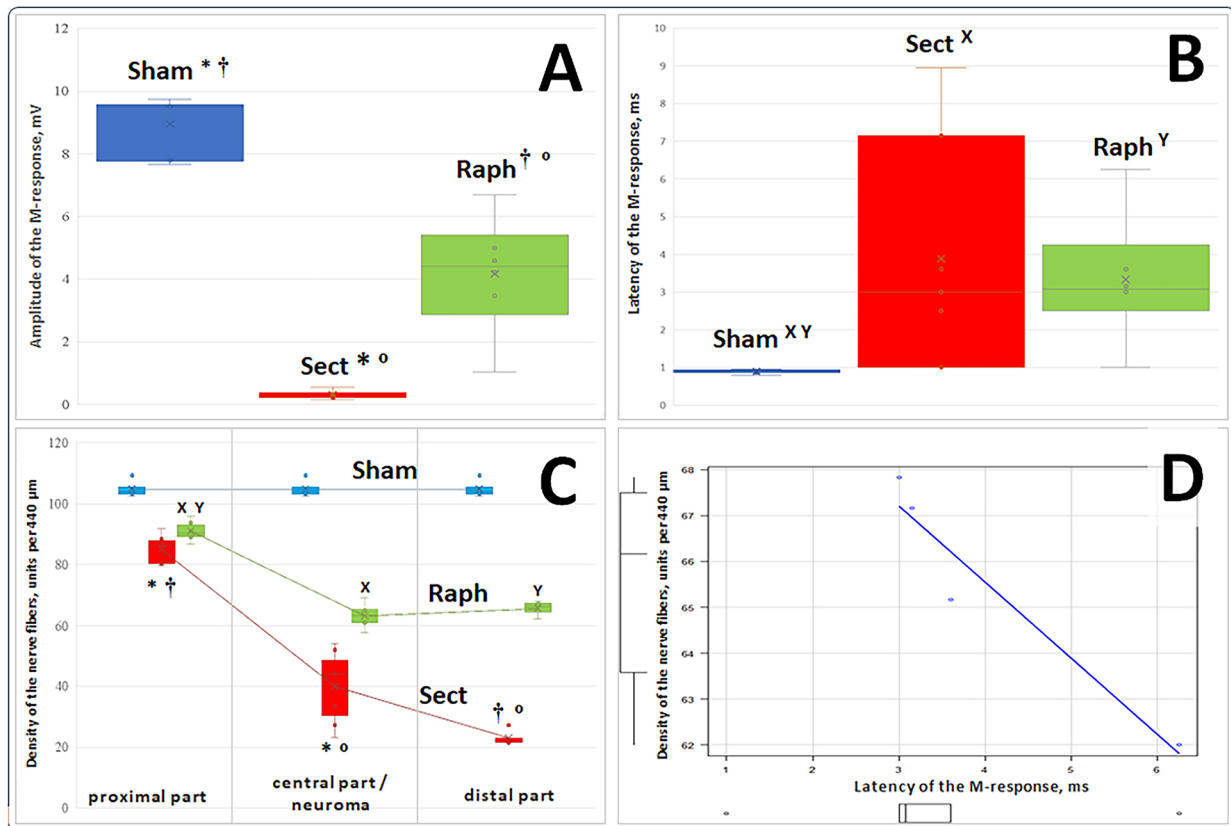 A
Amplitude of the M-response, mV
12
10
8
6
4
2
0
Sham * †
Sect * o
Raph † o
B
Latency of the M-response, ms
10
9
8
7
6
5
4
3
2
1
0
Sham X Y
Sect X
Raph Y
C
Density of the nerve fibers, units per 440 µm
120
100
80
60
40
20
0
Sham
X Y
* †
X
Raph
Y
Sect
* o
† o
proximal part
central part /
neuroma
distal part
D
Density of the nerve fibers, units per 440 µm
68
67
66
65
64
63
62
1 2 3 4 5 6
Latency of the M-response, ms